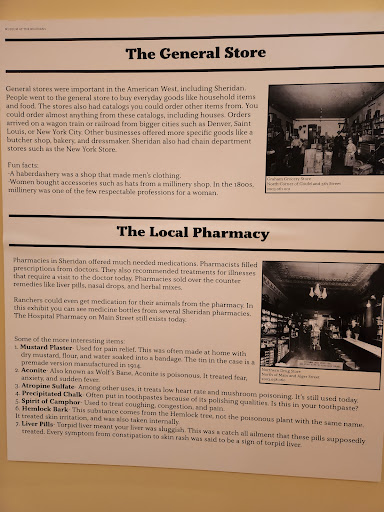 The General Store
General stores were important in the American West, including Sheridan.
People went to the general store to buy everyday goods like household items
and food. The stores also had catalogs you could order other items from. You
could order almost anything from these catalogs, including houses. Orders
arrived on a wagon train or railroad from bigger cities such as Denver, Saint
Louis, or New York City. Other businesses offered more specific goods like a
butcher shop, bakery, and dressmaker. Sheridan also had chain department
stores such as the New York Store.
Fun facts:
-A haberdashery was a shop that made men's clothing.
-Women bought accessories such as hats from a millinery shop. In the 1800s,
millinery was one of the few respectable professions for a woman.
Grocery Store
North Corner of Gould and 5th Street
The Local Pharmacy
Pharmacies in Sheridan offered much needed medications. Pharmacists filled
prescriptions from doctors. They also recommended treatments for illnesses
that require a visit to the doctor today. Pharmacies sold over the counter
remedies like liver pills, nasal drops, and herbal mixes.
Ranchers could even get medication for their animals from the pharmacy. In
this exhibit you can see medicine bottles from several Sheridan pharmacies.
The Hospital Pharmacy on Main Street still exists today.
Some of the more interesting items:
1. Mustard Plaster- Used for pain relief. This was often made at home with
dry mustard, flour, and water soaked into a bandage. The tin in the case is a
premade version manufactured in 1914.
2. Aconite- Also known as Wolf's Bane. Aconite is poisonous. It treated fear,
anxiety, and sudden fever.
3. Atropine Sulfate- Among other uses, it treats low heart rate and mushroom poisoning. It's still used today.
4. Precipitated Chalk- Often put in toothpastes because of its polishing qualities. Is this in your toothpaste?
5. Spirit of Camphor- Used to treat coughing, congestion, and pain.
6. Hemlock Bark- This substance comes from the Hemlock tree, not the poisonous plant with the same name.
It treated skin irritation, and was also taken internally.
7. Liver Pills- Torpid liver meant your liver was sluggish. This was a catch all ailment that these pills supposedly
treated. Every symptom from constipation to skin rash was said to be a sign of torpid liver.
Northern Drug Store
North of Main and Alger Street